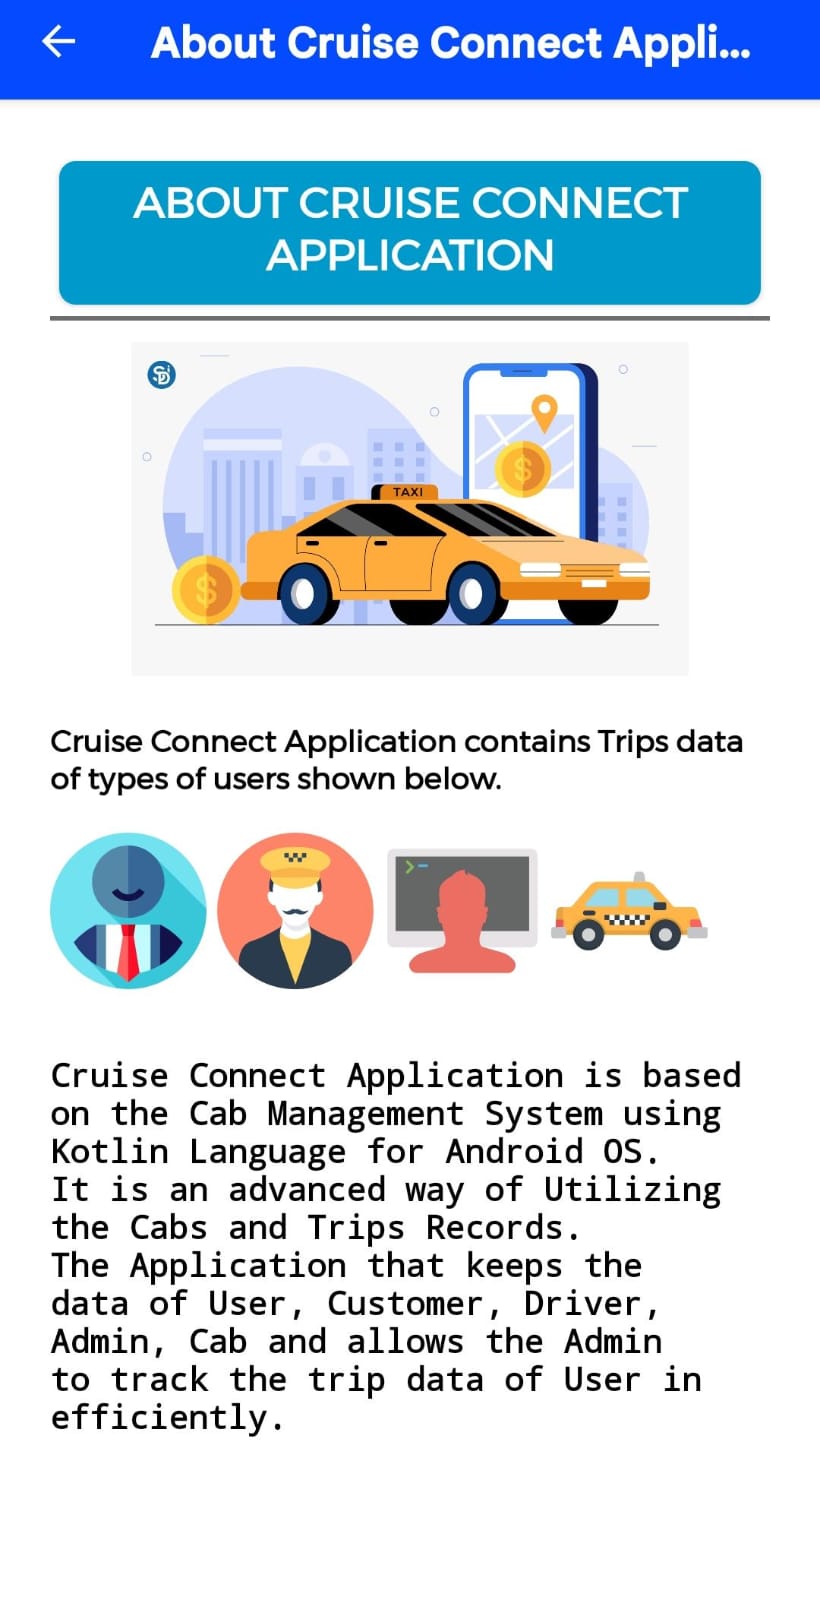 About Cruise Connect Appli...
ABOUT CRUISE CONNECT
APPLICATION
SD
TAXI
$
$
Cruise Connect Application contains Trips data
of types of users shown below.
Cruise Connect Application is based
on the Cab Management System using
Kotlin Language for Android OS.
It is an advanced way of Utilizing
the Cabs and Trips Records.
The Application that keeps the
data of User, Customer, Driver,
Admin, Cab and allows the Admin
to track the trip data of User in
efficiently.